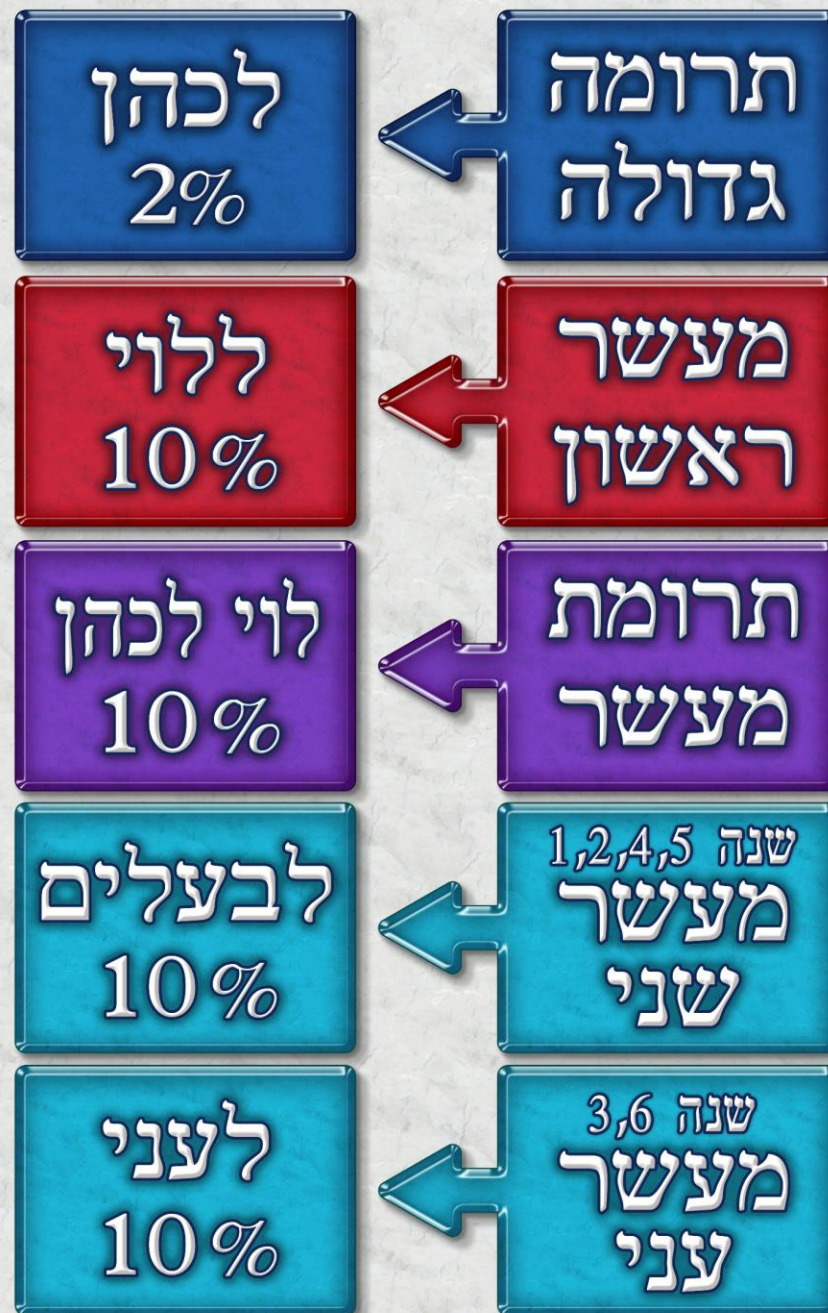 תרומה
גדולה
לכהן
2%
מעשר
ראשון
ללוי
10%
תרומת
מעשר
לוי לכהן
10%
שנה 1,2,4,5
מעשר
שני
לבעלים
10%
שנה 3,6
מעשר
עני
לעני
10%